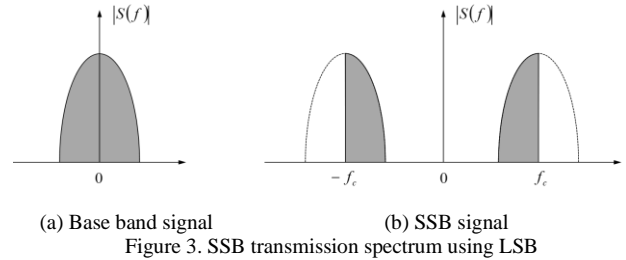 |S(f)|
|S(f)|
0
− f_c
0
f_c
(a) Base band signal
(b) SSB signal
Figure 3. SSB transmission spectrum using LSB